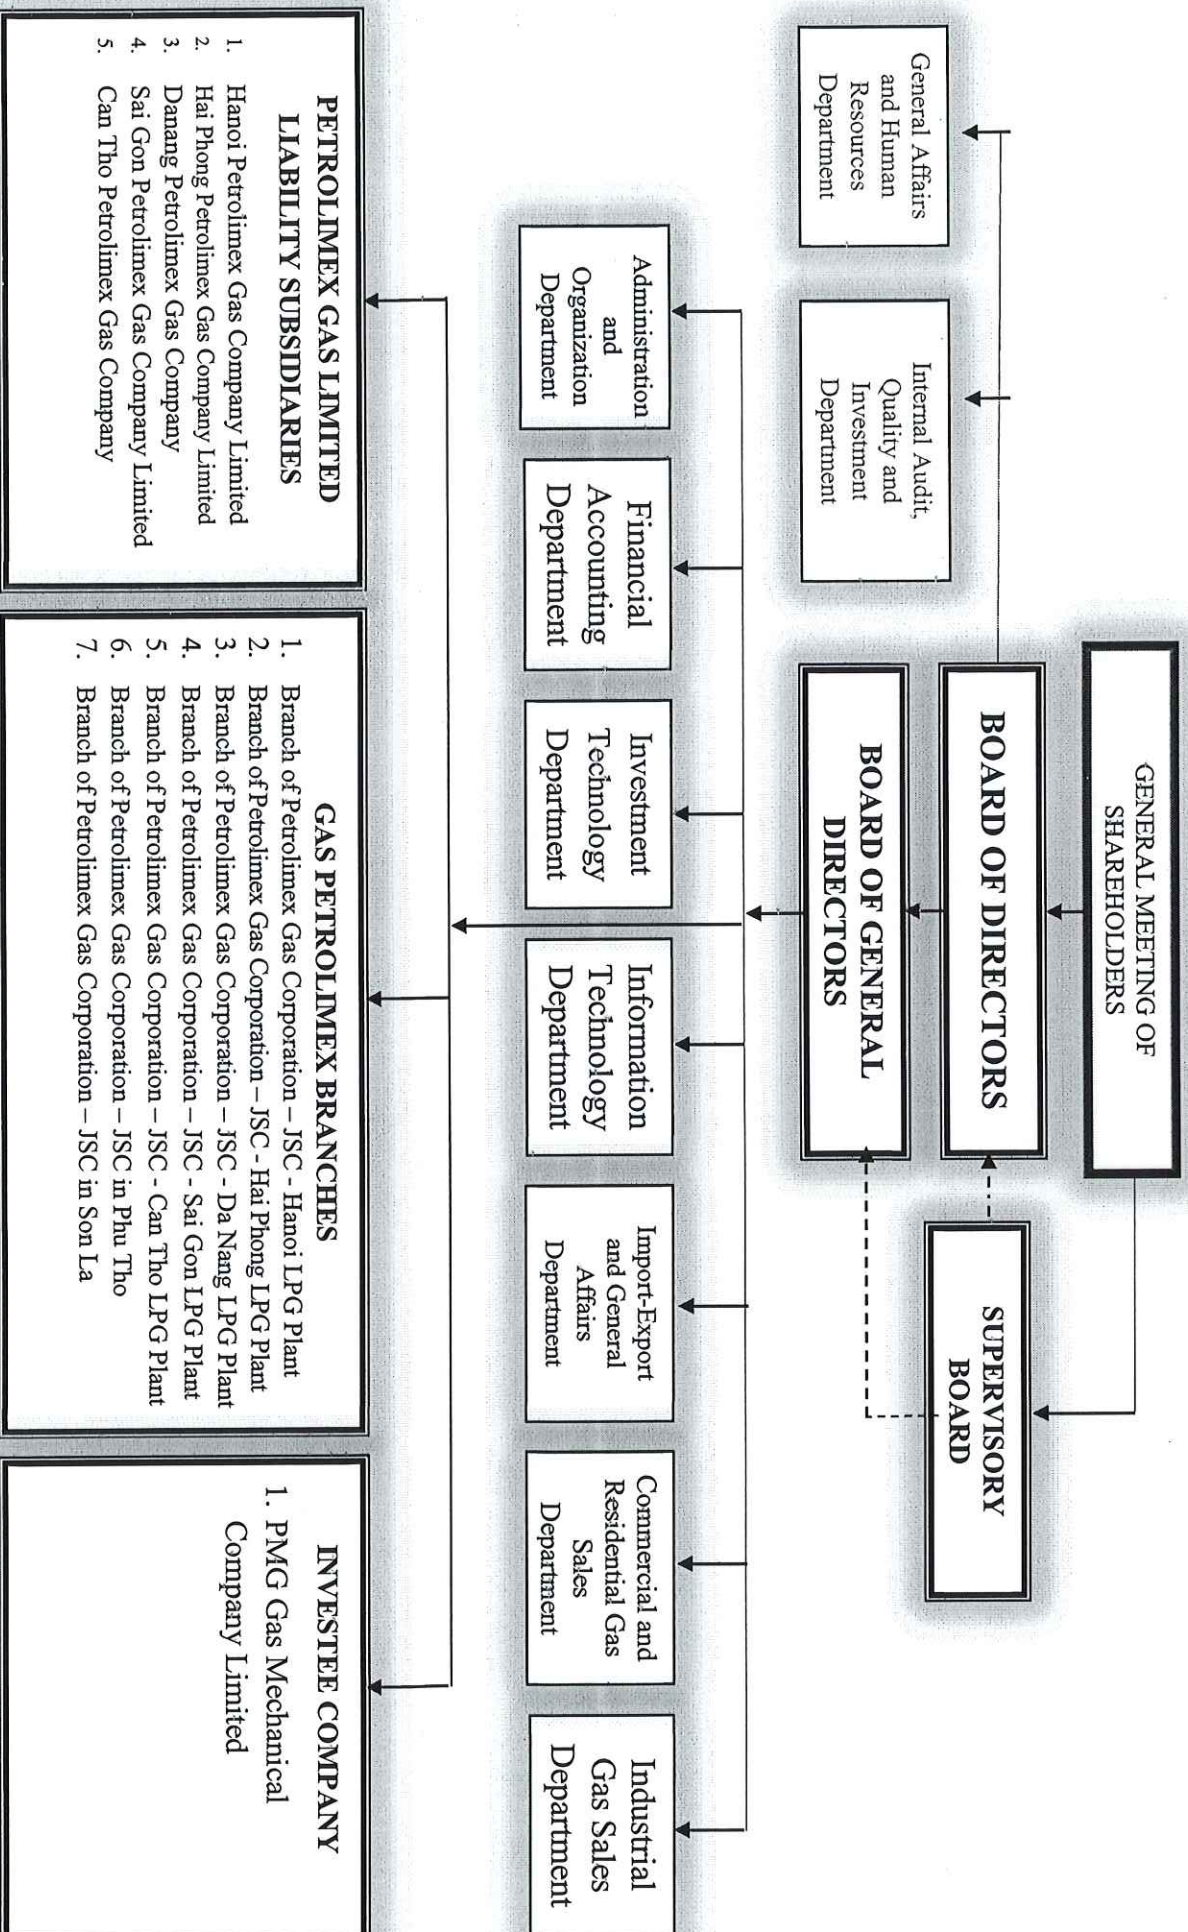 GENERAL MEETING OF
SHAREHOLDERS
BOARD OF DIRECTORS
SUPERVISORY
BOARD
BOARD OF GENERAL
DIRECTORS
General Affairs
and Human
Resources
Department
Internal Audit,
Quality and
Investment
Department
Administration
and
Organization
Department
Financial
Accounting
Department
Investment
Technology
Department
Information
Technology
Department
Import-Export
and General
Affairs
Department
Commercial and
Residential Gas
Sales
Department
Industrial
Gas Sales
Department
PETROLIMEX GAS LIMITED
LIABILITY SUBSIDIARIES
1. Hanoi Petrolimex Gas Company Limited
2. Hai Phong Petrolimex Gas Company Limited
3. Danang Petrolimex Gas Company
4. Sai Gon Petrolimex Gas Company Limited
5. Can Tho Petrolimex Gas Company
GAS PETROLIMEX BRANCHES
1. Branch of Petrolimex Gas Corporation – JSC - Hanoi LPG Plant
2. Branch of Petrolimex Gas Corporation – JSC - Hai Phong LPG Plant
3. Branch of Petrolimex Gas Corporation – JSC - Da Nang LPG Plant
4. Branch of Petrolimex Gas Corporation – JSC - Sai Gon LPG Plant
5. Branch of Petrolimex Gas Corporation – JSC - Can Tho LPG Plant
6. Branch of Petrolimex Gas Corporation – JSC in Phu Tho
7. Branch of Petrolimex Gas Corporation – JSC in Son La
INVESTEE COMPANY
1. PMG Gas Mechanical
Company Limited